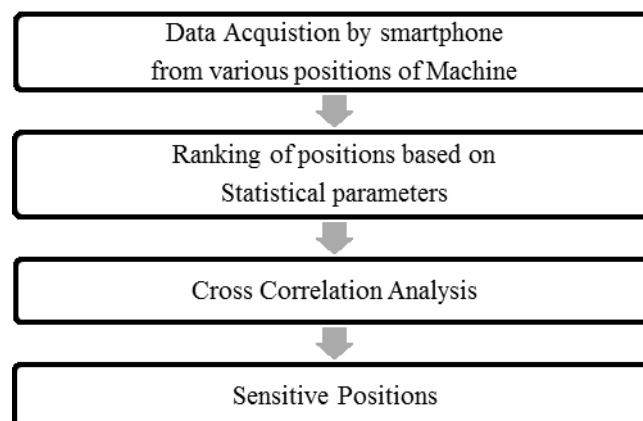 Data Acquistion by smartphone
from various positions of Machine
Ranking of positions based on
Statistical parameters
Cross Correlation Analysis
Sensitive Positions